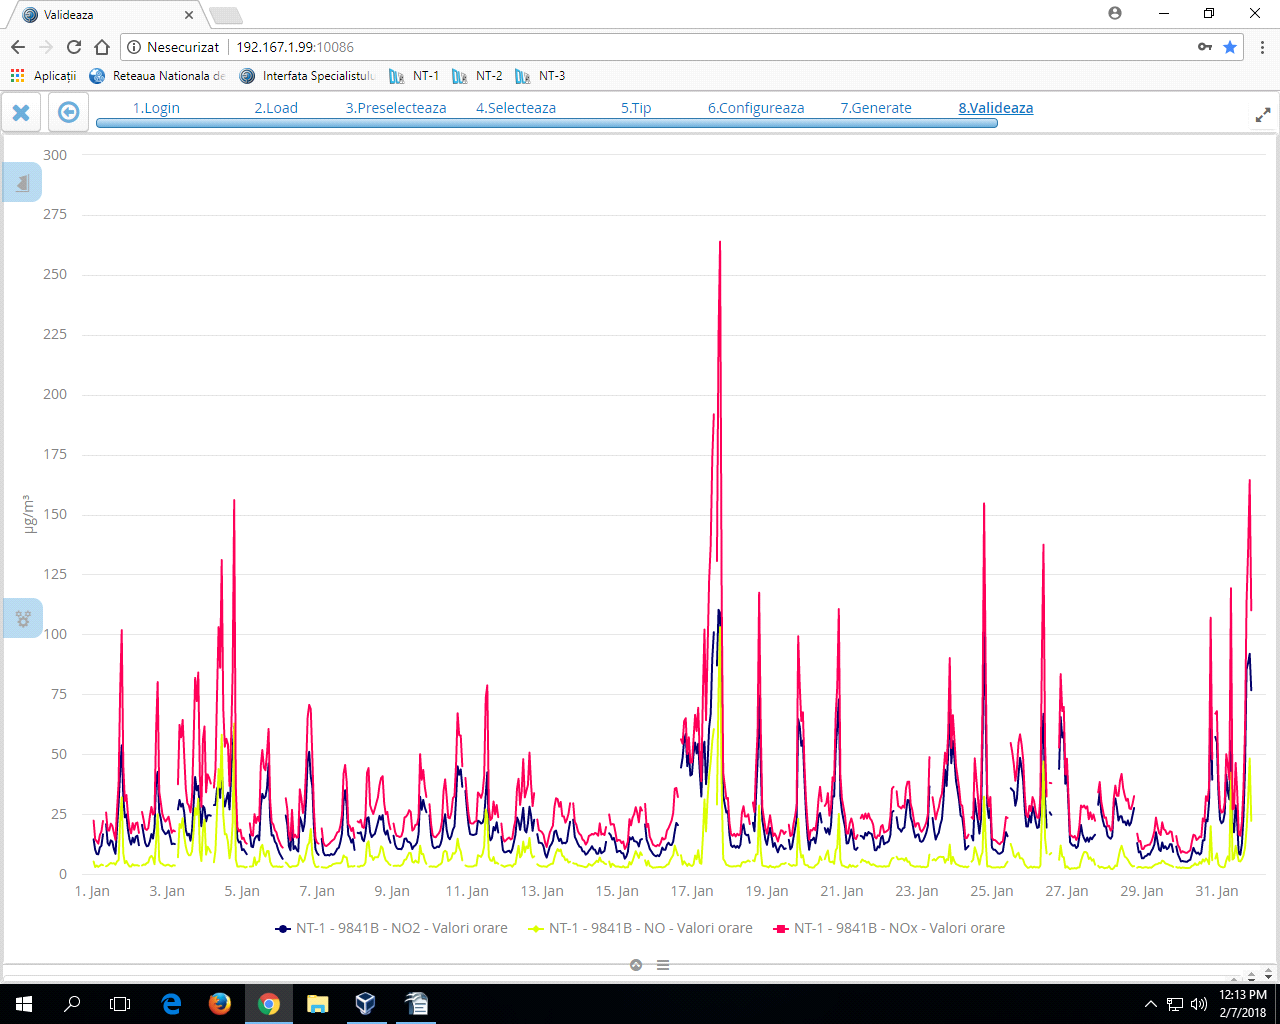 Valideaza
Nesecurizat 192.167.1.99:10086
Aplicații Reteaua Nationala de Interfata Specialistulu NT-1 NT-2 NT-3
1.Login 2.Load 3.Preselecteaza 4.Selecteaza 5.Tip 6.Configureaza 7.Generate 8.Valideaza
300
275
250
225
200
175
150
125
100
75
50
25
0
µg/m³
1. Jan 3. Jan 5. Jan 7. Jan 9. Jan 11. Jan 13. Jan 15. Jan 17. Jan 19. Jan 21. Jan 23. Jan 25. Jan 27. Jan 29. Jan 31. Jan
NT-1 - 9841B - NO2 - Valori orare NT-1 - 9841B - NO - Valori orare NT-1 - 9841B - NOx - Valori orare
12:13 PM
2/7/2018